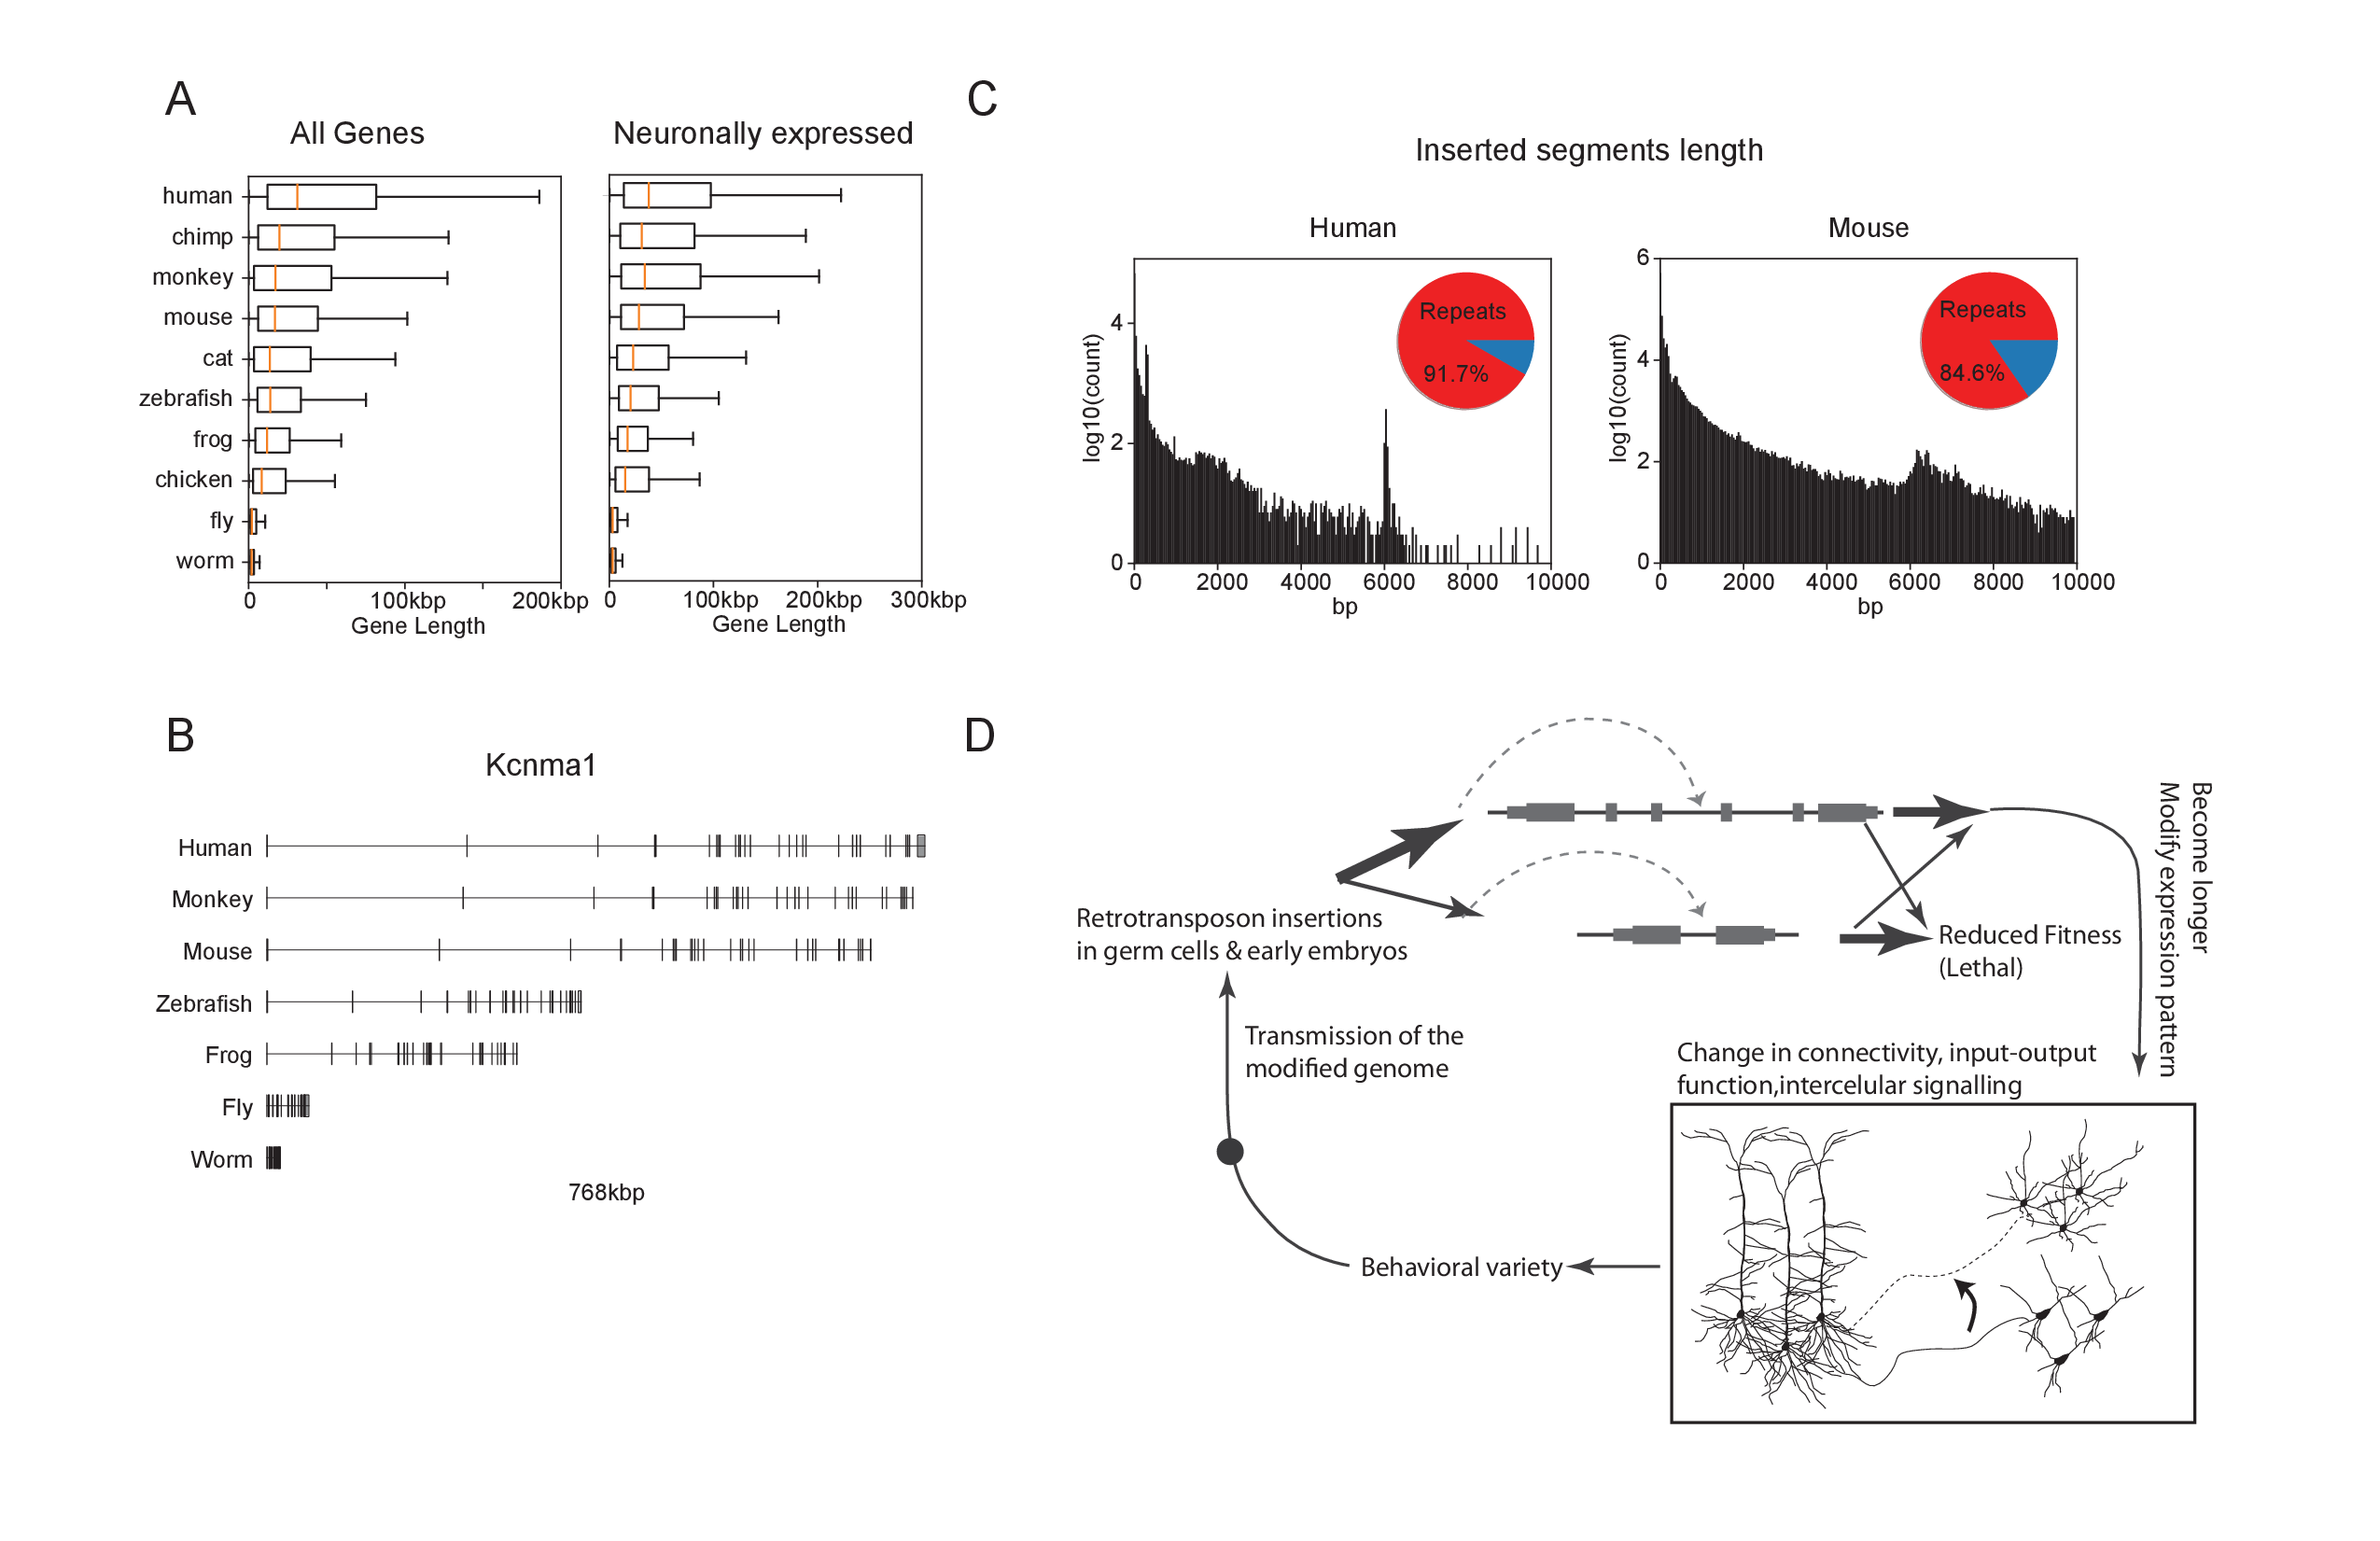 A
All Genes
Neuronally expressed
human
chimp
monkey
mouse
cat
zebrafish
frog
chicken
fly
worm
0
100kbp
200kbp
Gene Length
0
100kbp
200kbp
300kbp
Gene Length
C
Inserted segments length
Human
log10(count)
4
2
0
Repeats
91.7%
0
2000
4000
6000
8000
10000
bp
Mouse
log10(count)
6
4
2
0
Repeats
84.6%
0
2000
4000
6000
8000
10000
bp
B
Kcnma1
Human
Monkey
Mouse
Zebrafish
Frog
Fly
Worm
768kbp
D
Retrotransposon insertions
in germ cells & early embryos
Reduced Fitness
(Lethal)
Become longer
Modify expression pattern
Transmission of the
modified genome
Change in connectivity, input-output
function,intercelular signalling
Behavioral variety